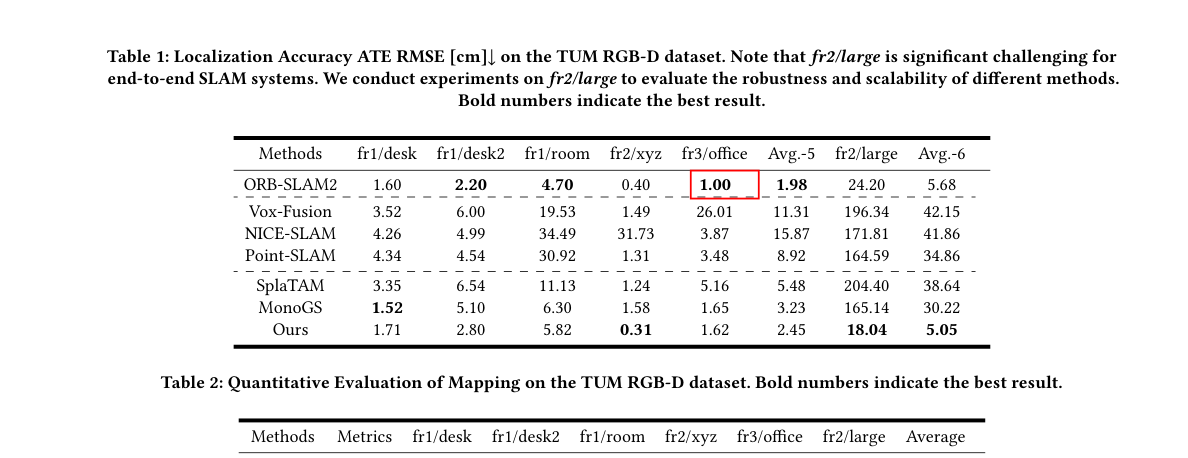 Table 1: Localization Accuracy ATE RMSE [cm]↓ on the TUM RGB-D dataset. Note that fr2/large is significant challenging for
end-to-end SLAM systems. We conduct experiments on fr2/large to evaluate the robustness and scalability of different methods.
Bold numbers indicate the best result.
Methods fr1/desk fr1/desk2 fr1/room fr2/xyz fr3/office Avg.-5 fr2/large Avg.-6
ORB-SLAM2 1.60 2.20 4.70 0.40 1.00 1.98 24.20 5.68
Vox-Fusion 3.52 6.00 19.53 1.49 26.01 11.31 196.34 42.15
NICE-SLAM 4.26 4.99 34.49 31.73 3.87 15.87 171.81 41.86
Point-SLAM 4.34 4.54 30.92 1.31 3.48 8.92 164.59 34.86
SplaTAM 3.35 6.54 11.13 1.24 5.16 5.48 204.40 38.64
MonoGS 1.52 5.10 6.30 1.58 1.65 3.23 165.14 30.22
Ours 1.71 2.80 5.82 0.31 1.62 2.45 18.04 5.05
Table 2: Quantitative Evaluation of Mapping on the TUM RGB-D dataset. Bold numbers indicate the best result.
Methods Metrics fr1/desk fr1/desk2 fr1/room fr2/xyz fr3/office fr2/large Average